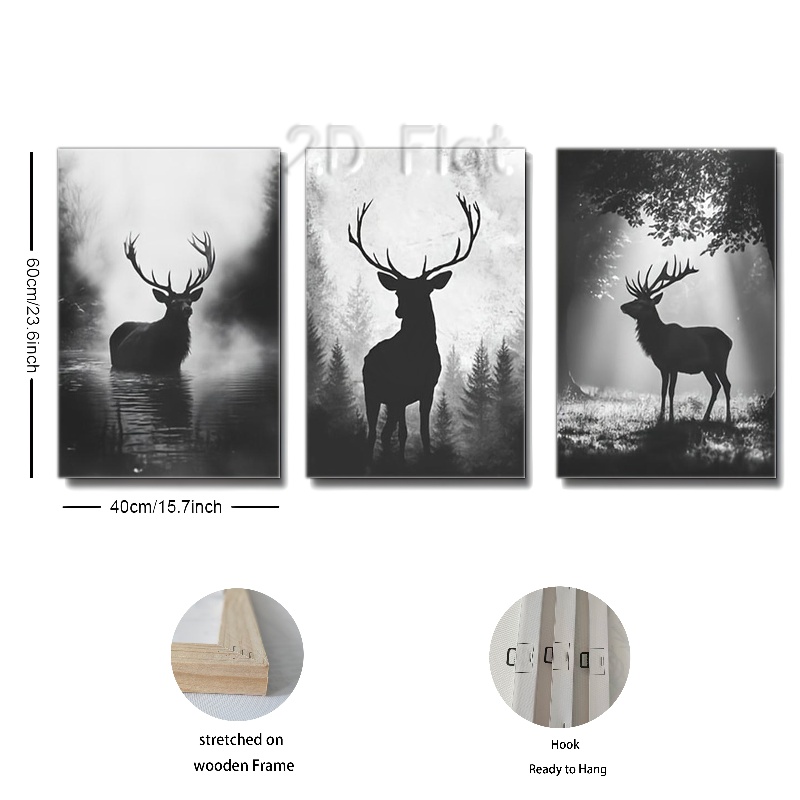 2D Flat
60cm/23.6inch
40cm/15.7inch
stretched on
wooden Frame
Hook
Ready to Hang